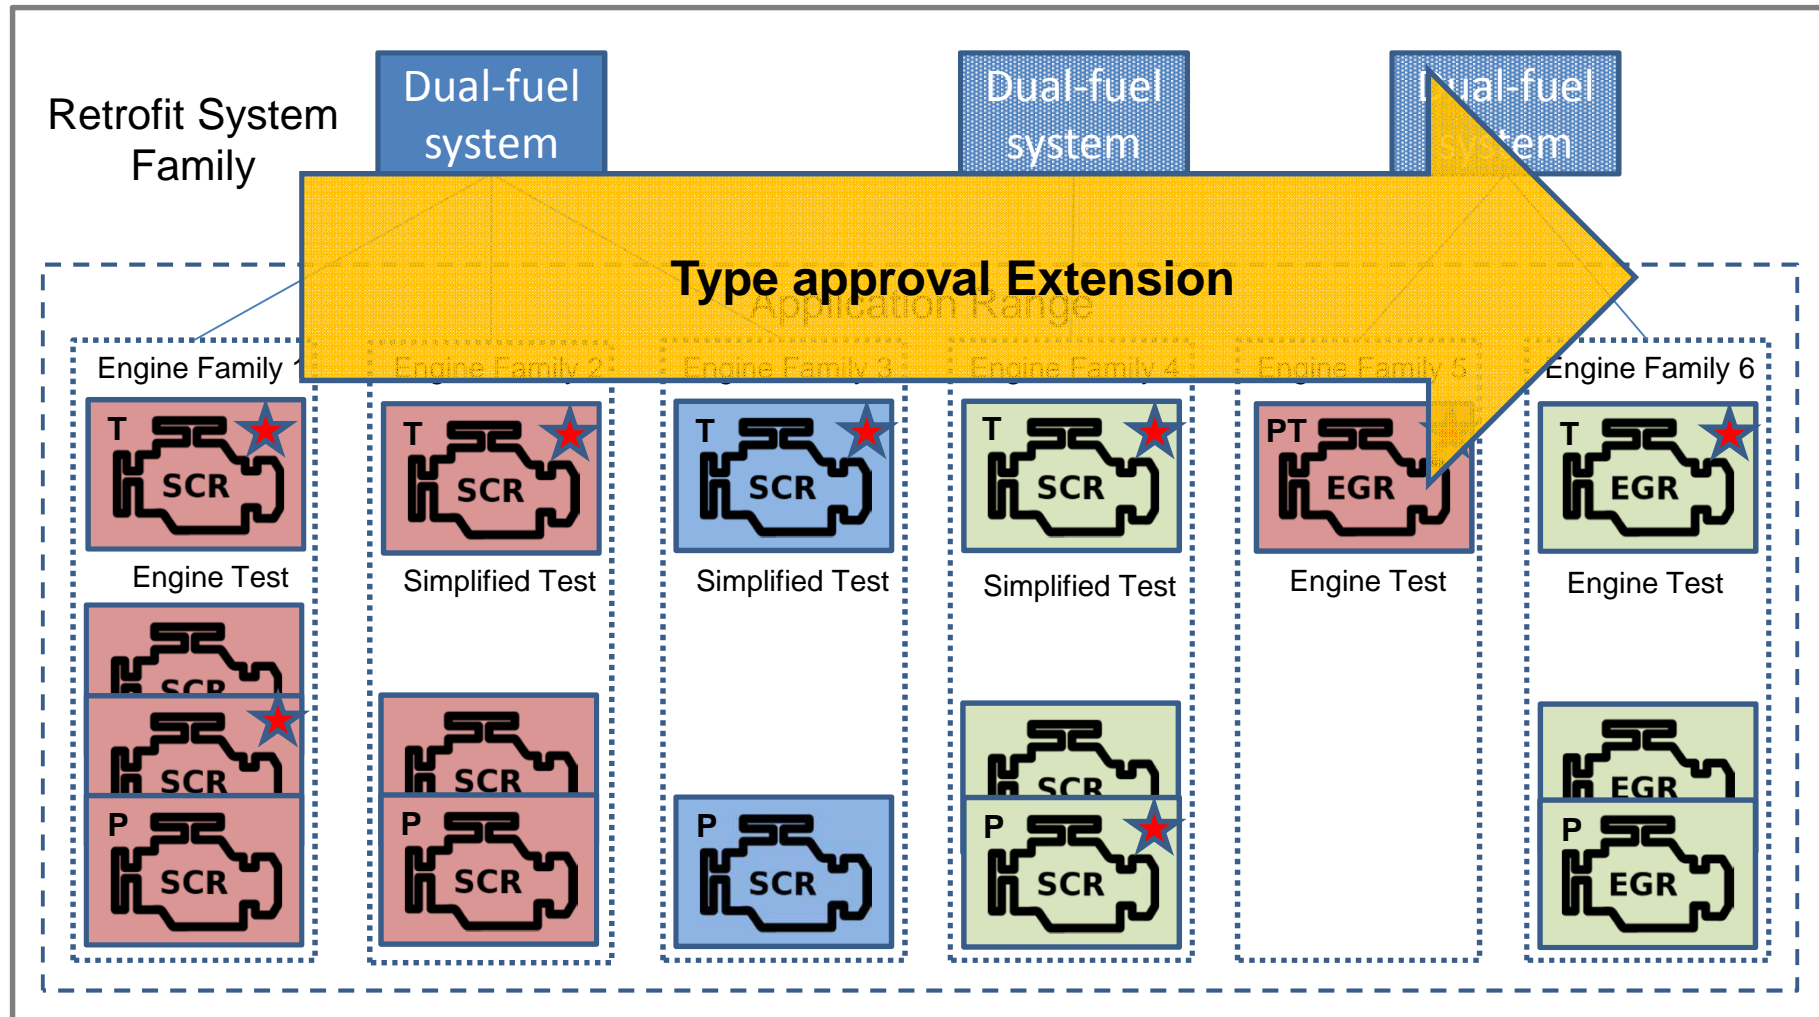 Retrofit System
Family
Dual-fuel
system
Dual-fuel
system
Dual-fuel
system
Type approval Extension
Application Range
Engine Family 1
Engine Family 2
Engine Family 3
Engine Family 4
Engine Family 5
Engine Family 6
T
SCR
T
SCR
T
SCR
T
SCR
PT
EGR
T
EGR
Engine Test
Simplified Test
Simplified Test
Simplified Test
Engine Test
Engine Test
SCR
SCR
SCR
SCR
EGR
P
SCR
P
SCR
P
SCR
P
SCR
P
EGR